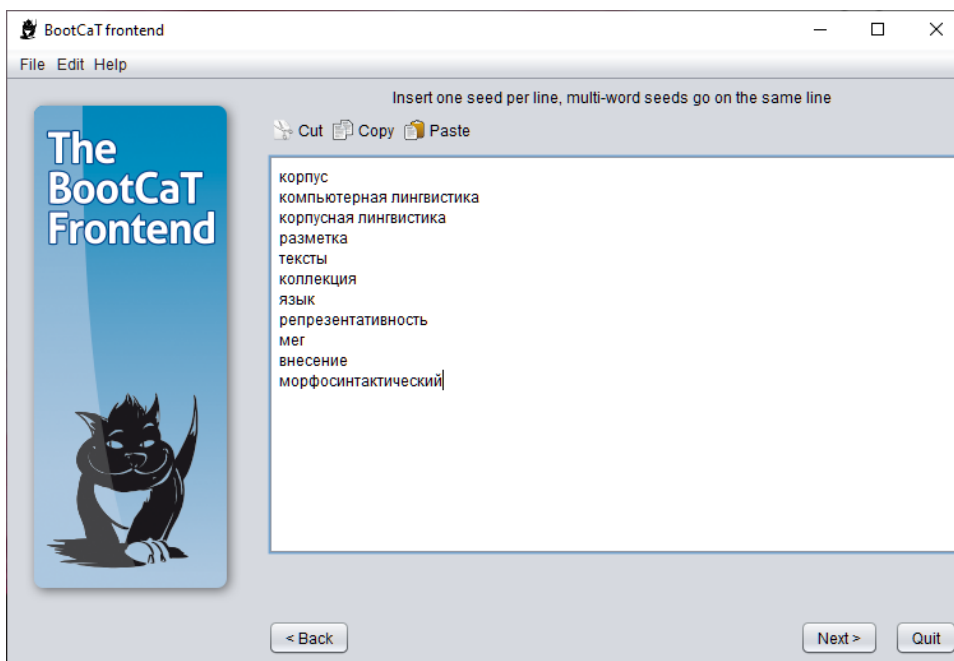 BootCaT frontend
File Edit Help
The
BootCaT
Frontend
Insert one seed per line, multi-word seeds go on the same line
Cut Copy Paste
корпус
компьютерная лингвистика
корпусная лингвистика
разметка
тексты
коллекция
язык
репрезентативность
мег
внесение
морфосинтактический
< Back Next > Quit